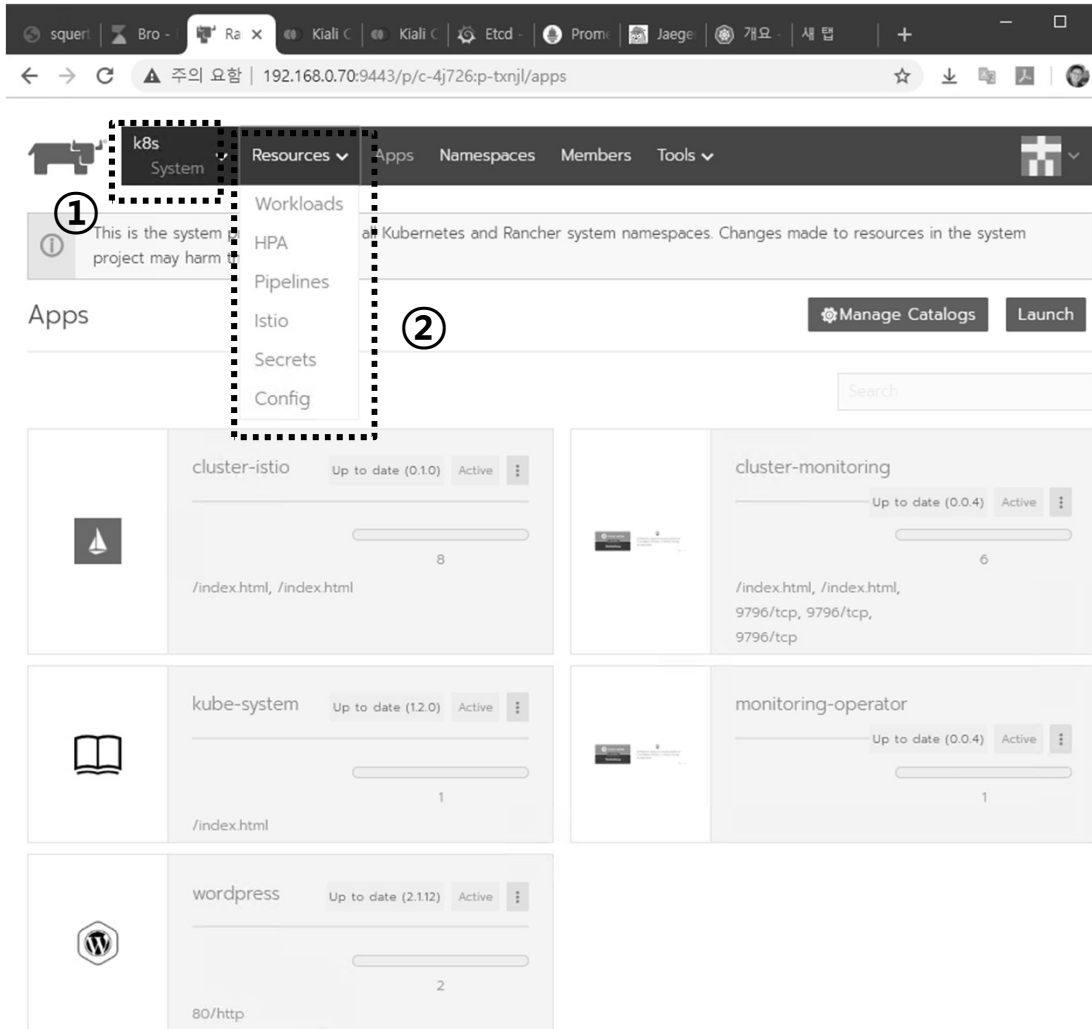 squert Bro - Ra Kiali C Kiali C Etcd - Prome Jaege 개요 - 새 탭
주의 요함 192.168.0.70:9443/p/c-4j726:p-txnjl/apps
k8s
System
Resources Apps Namespaces Members Tools
①
Workloads
HPA
Pipelines
Istio
Secrets
Config
②
This is the system p all Kubernetes and Rancher system namespaces. Changes made to resources in the system
project may harm th
Apps
Manage Catalogs Launch
Search
cluster-istio Up to date (0.1.0) Active
8
/index.html, /index.html
cluster-monitoring
Up to date (0.0.4) Active
6
/index.html, /index.html,
9796/tcp, 9796/tcp,
9796/tcp
kube-system Up to date (1.2.0) Active
1
/index.html
monitoring-operator
Up to date (0.0.4) Active
1
wordpress Up to date (2.1.12) Active
2
80/http